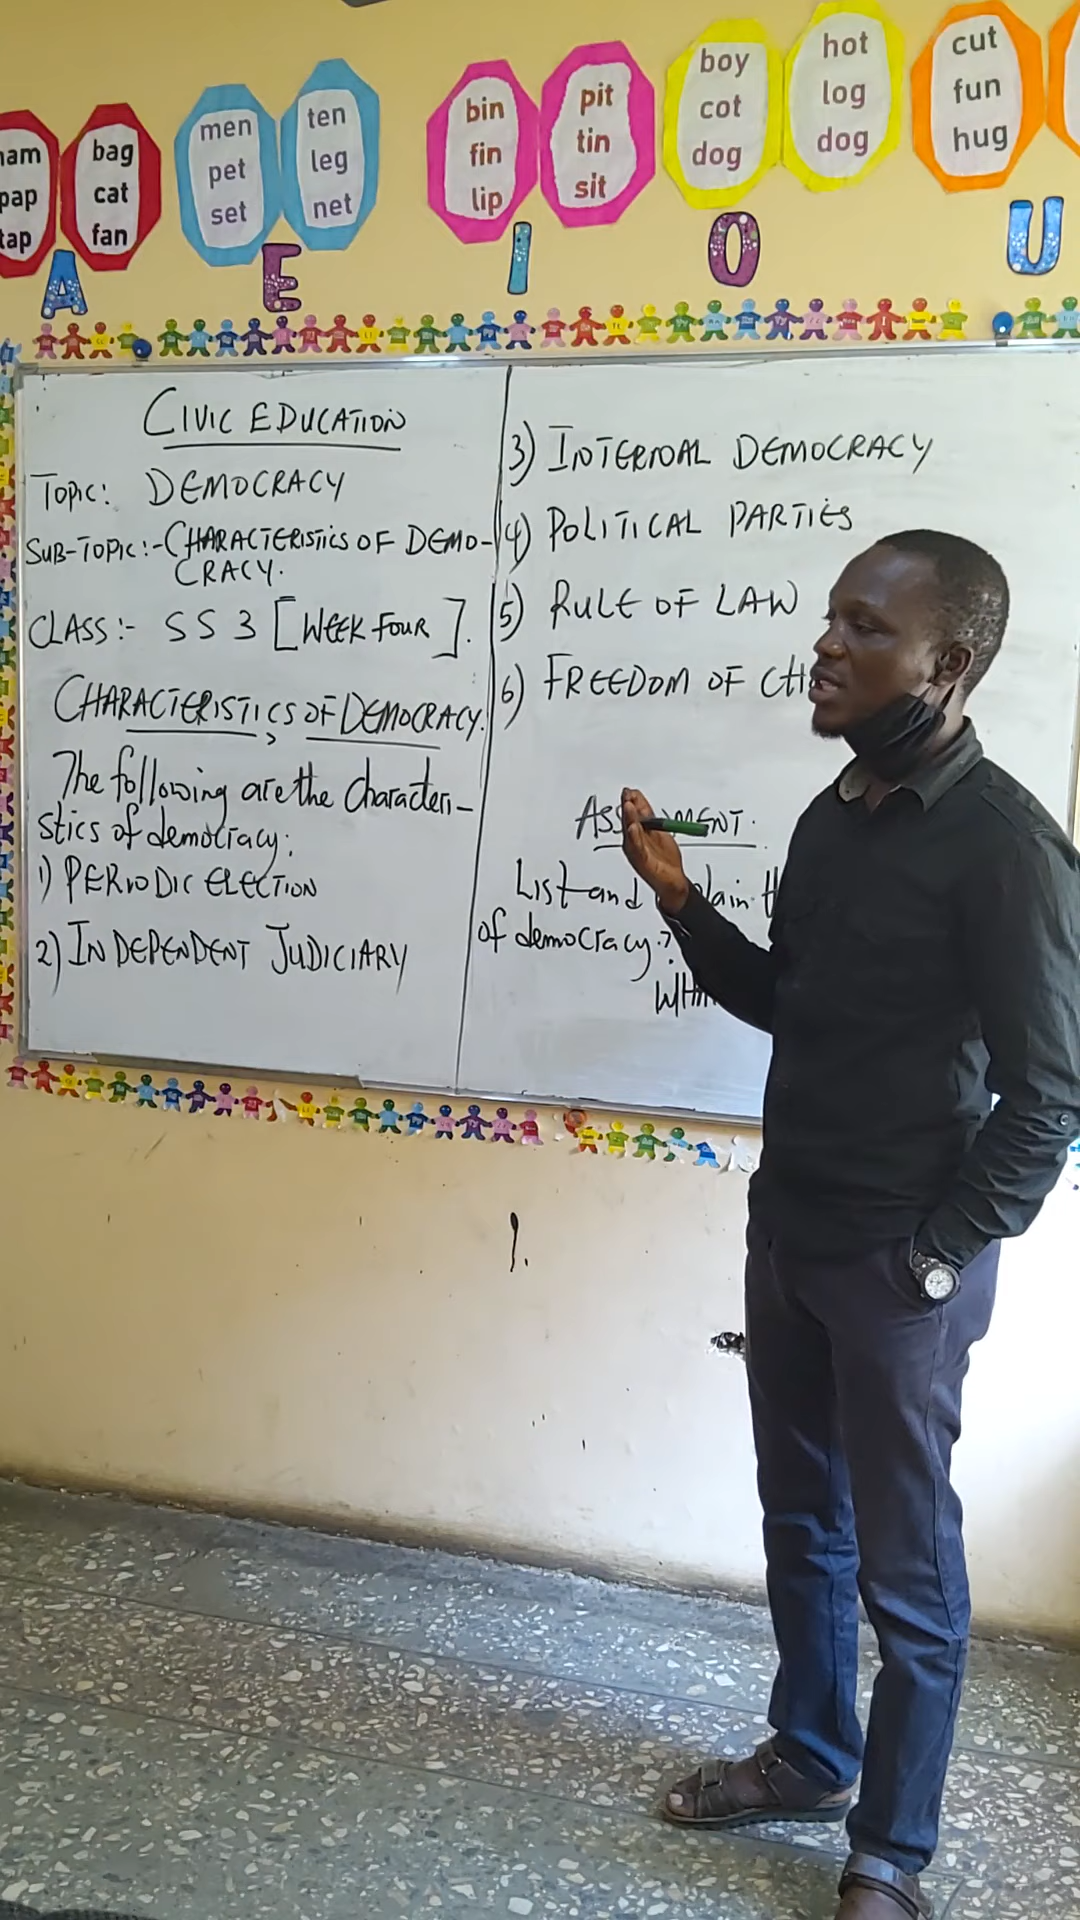 bag
cat
fan
pap
tap
men
pet
set
ten
leg
net
bin
fin
lip
pit
tin
sit
boy
cot
dog
hot
log
dog
cut
fun
hug
A E I O U
CIVIC EDUCATION
TOPIC: DEMOCRACY
SUB-TOPIC:- CHARACTERISTICS OF DEMO-
CRACY.
CLASS:- SS 3 [WEEK FOUR].
CHARACTERISTICS OF DEMOCRACY.
The following are the characteri-
stics of democracy:
1) PERIODIC ELECTION
2) INDEPENDENT JUDICIARY
3) INTERNAL DEMOCRACY
4) POLITICAL PARTIES
5) RULE OF LAW
6) FREEDOM OF
List and
of democracy?